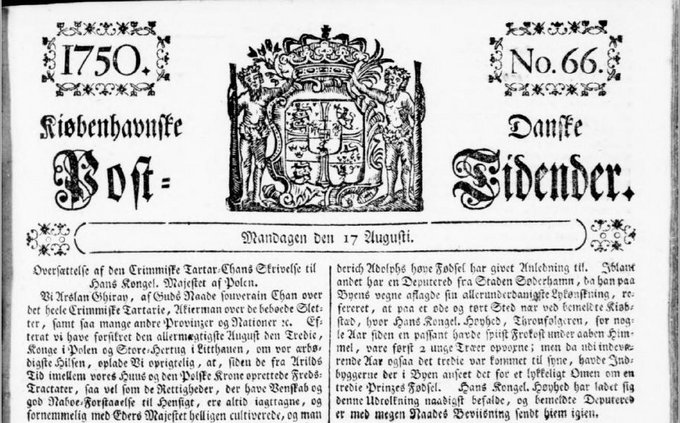 1750.
No. 66.
Kiøbenhavnske
Danske
Post-
Tidender.
Mandagen den 17 Augusti.
Oversættelse af den Crimmiske Tartar-Chans Skrivelse til
Hans Kongel. Majestet af Polen.
Vi Arslan Ghiray, af Guds Naade souverain Chan over
det heele Crimmiske Tartarie, Akierman over de beboede Slet-
ter, samt saa mange andre Provinzer og Nationer ꝛc. Ef-
terat vi have forsikret den allermægtigste August den Tredie,
Konge i Polen og Store-Hertug i Litthauen, om vor ærbø-
digste Hilsen, oplade Vi oprigtelig, at, siden de fra Arilds
Tid imellem vores Huus og den Polske Krone oprettede Freds-
Tractater, saa vel som de Rettigheder, der have Venskab og
god Naboe-Forstaaelse til Hensigt, ere altid iagttagne, og
fornemmelig med Eders Majestet helligen cultiverede, og man
derich Adolphs høye Fødsel har givet Anledning til. Iblant
andet har en Deputered fra Staden Søderhamn, da han paa
Byens vegne aflagde sin allerunderdanigste Lykønskning, re-
fereret, at paa et øde og tørt Sted nær ved bemeldte Kiøb-
stad, hvor Hans Kongel. Høyhed, Thronfølgeren, for nog-
le Aar siden en passant havde spiist Frokost under aaben Him-
mel, vare først 2 unge Træer opvoxne; men da udi indevæ-
rende Aar ogsaa det tredie var kommet til syne, havde Ind-
byggerne der i Byen anseet det for et lykkeligt Omen om en
tredie Prinzes Fødsel. Hans Kongel. Høyhed har ladet sig
denne Udtolkning naadigst befalde, og bemeldte Deputered
er med megen Naades Beviisning sendt hiem igien.